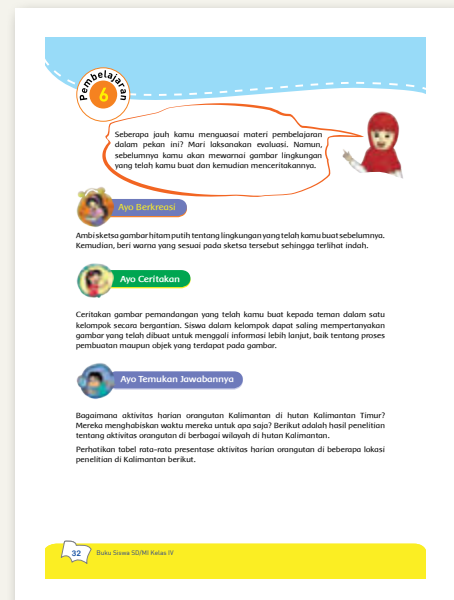 Pembelajaran
6
Seberapa jauh kamu menguasai materi pembelajaran
dalam pekan ini? Mari laksanakan evaluasi. Namun,
sebelumnya kamu akan mewarnai gambar lingkungan
yang telah kamu buat dan kemudian menceritakannya.
Ayo Berkreasi
Ambisketsa gambar hitam putih tentang lingkungan yang telah kamu buat sebelumnya.
Kemudian, beri warna yang sesuai pada sketsa tersebut sehingga terlihat indah.
Ayo Ceritakan
Ceritakan gambar pemandangan yang telah kamu buat kepada teman dalam satu
kelompok secara bergantian. Siswa dalam kelompok dapat saling mempertanyakan
gambar yang telah dibuat untuk menggali informasi lebih lanjut, baik tentang proses
pembuatan maupun objek yang terdapat pada gambar.
Ayo Temukan Jawabannya
Bagaimana aktivitas harian orangutan Kalimantan di hutan Kalimantan Timur?
Mereka menghabiskan waktu mereka untuk apa saja? Berikut adalah hasil penelitian
tentang aktivitas orangutan di berbagai wilayah di hutan Kalimantan.
Perhatikan tabel rata-rata presentase aktivitas harian orangutan di beberapa lokasi
penelitian di Kalimantan berikut.
32
Buku Siswa SD/MI Kelas IV